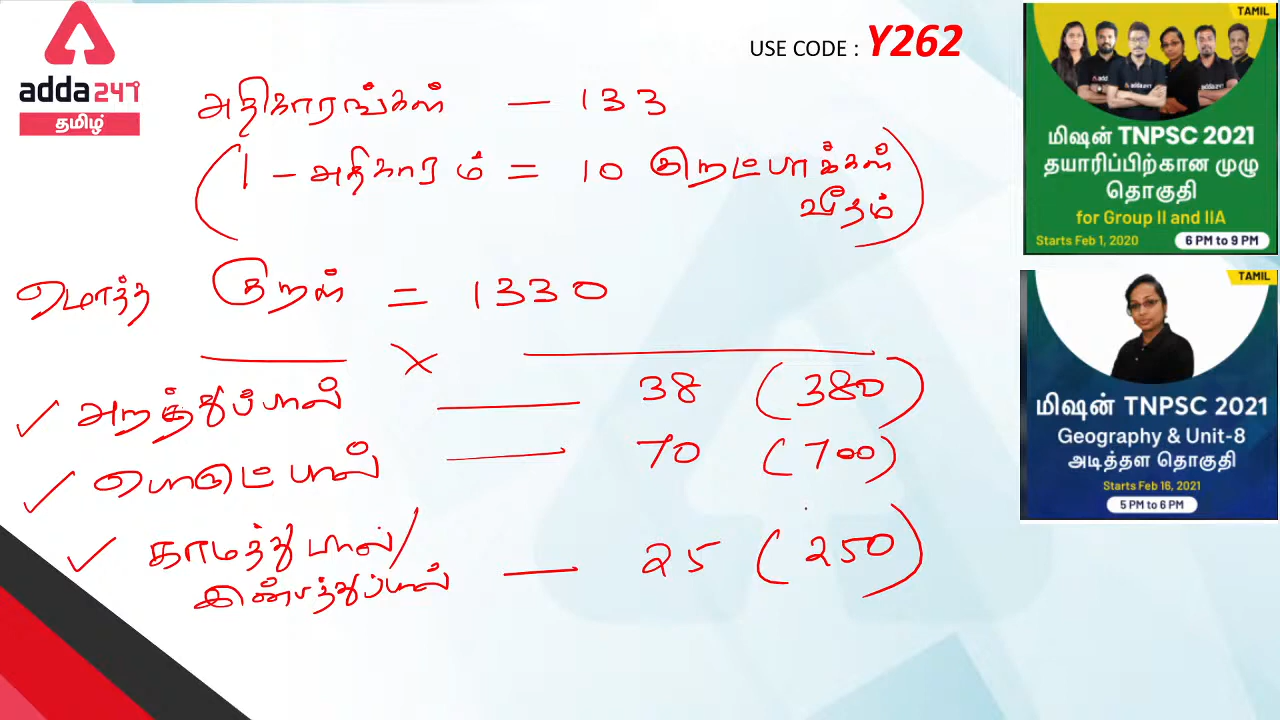 adda247
தமிழ்
USE CODE : Y262
அதிகாரங்கள் – 133
(1 – அதிகாரம் = 10 குறட்பாக்கள்
வீதம்)
மொத்த குறள் = 1330
x
✓ அறத்துப்பால் — 38 (380)
✓ பொருட்பால் — 70 (700)
✓ காமத்துபால்/ — 25 (250)
இன்பத்துப்பால்
TAMIL
மிஷன் TNPSC 2021
தயாரிப்பிற்கான முழு
தொகுதி
for Group II and IIA
Starts Feb 1, 2020 6 PM to 9 PM
TAMIL
மிஷன் TNPSC 2021
Geography & Unit-8
அடித்தள தொகுதி
Starts Feb 16, 2021
5 PM to 6 PM